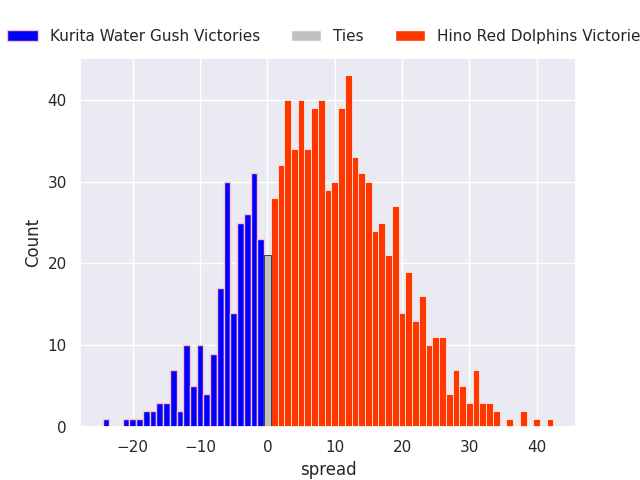 Kurita Water Gush Victories Ties Hino Red Dolphins Victorie
40
30
20
10
0
Count
−20 −10 0 10 20 30 40
spread